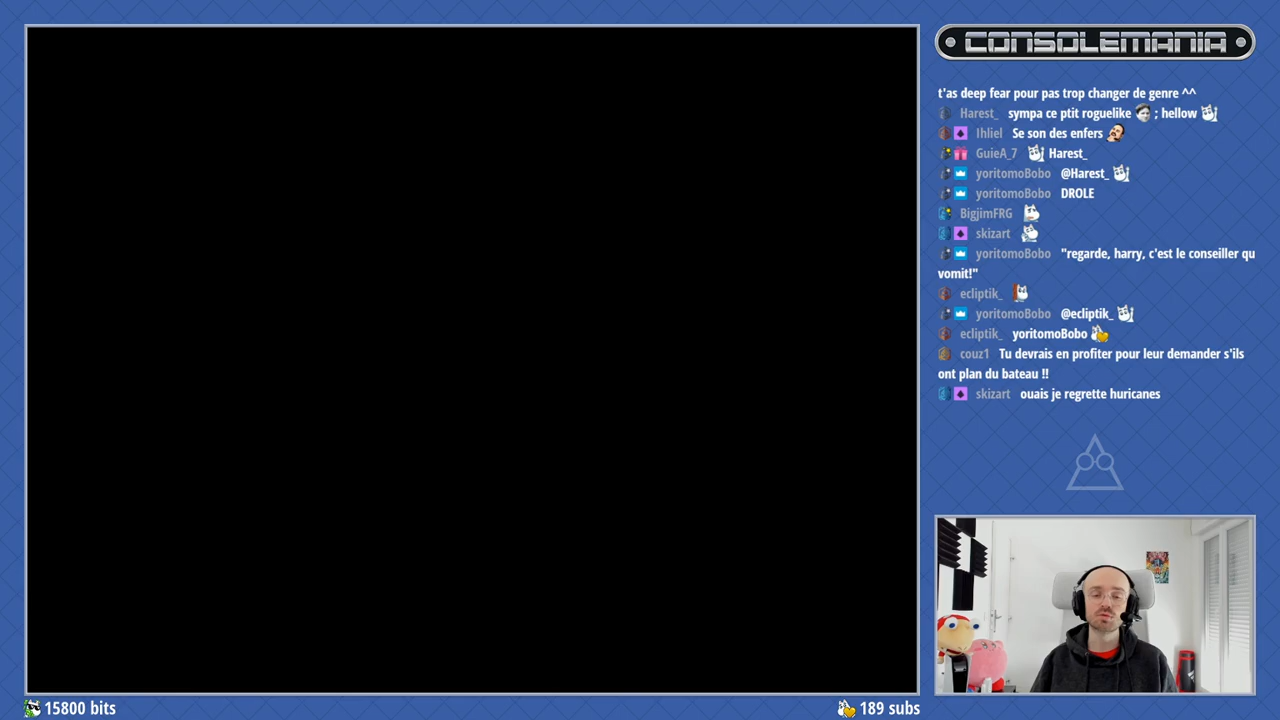 CONSOLEMANIA
t'as deep fear pour pas trop changer de genre ^^
Harest_ sympa ce ptit roguelike ; hellow
Ihliel Se son des enfers
GuieA_7 Harest_
yoritomoBobo @Harest_
yoritomoBobo DROLE
BigjimFRG
skizart
yoritomoBobo "regarde, harry, c'est le conseiller qu
vomit!"
ecliptik_
yoritomoBobo @ecliptik_
ecliptik_ yoritomoBobo
couz1 Tu devrais en profiter pour leur demander s'ils
ont plan du bateau !!
skizart ouais je regrette huricanes
15800 bits
189 subs